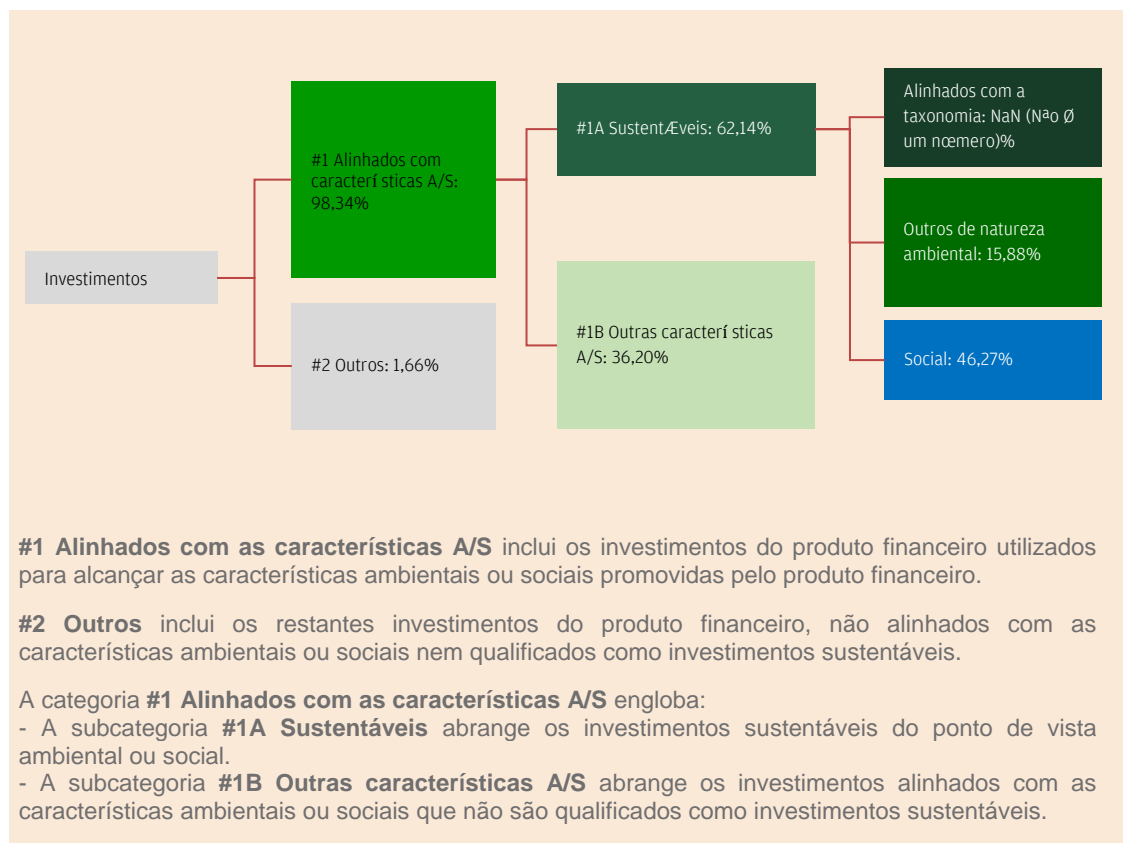 Investimentos
#1 Alinhados com
caracterí sticas A/S:
98,34%
#2 Outros: 1,66%
#1A SustentÆveis: 62,14%
#1B Outras caracterí sticas
A/S: 36,20%
Alinhados com a
taxonomia: NaN (Nªo Ø
um nœmero)%
Outros de natureza
ambiental: 15,88%
Social: 46,27%
#1 Alinhados com as características A/S inclui os investimentos do produto financeiro utilizados
para alcançar as características ambientais ou sociais promovidas pelo produto financeiro.
#2 Outros inclui os restantes investimentos do produto financeiro, não alinhados com as
características ambientais ou sociais nem qualificados como investimentos sustentáveis.
A categoria #1 Alinhados com as características A/S engloba:
- A subcategoria #1A Sustentáveis abrange os investimentos sustentáveis do ponto de vista
ambiental ou social.
- A subcategoria #1B Outras características A/S abrange os investimentos alinhados com as
características ambientais ou sociais que não são qualificados como investimentos sustentáveis.